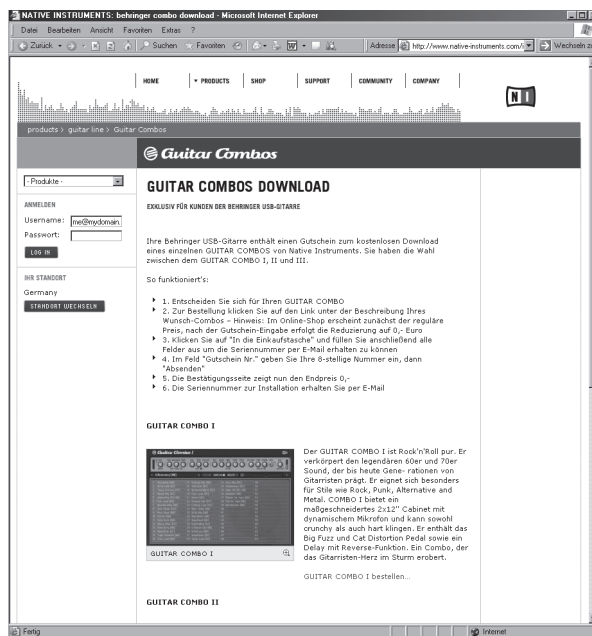 NATIVE INSTRUMENTS: behringer combo download - Microsoft Internet Explorer
Datei Bearbeiten Ansicht Favoriten Extras ?
Zurück Suchen Favoriten Adresse http://www.native-instruments.com/i Wechseln zu
HOME PRODUCTS SHOP SUPPORT COMMUNITY COMPANY
NI
products > guitar line > Guitar Combos
Guitar Combos
- Produkte -
ANMELDEN
Username: me@mydomain.
Passwort:
LOG IN
IHR STANDORT
Germany
STANDORT WECHSELN
GUITAR COMBOS DOWNLOAD
EXKLUSIV FÜR KUNDEN DER BEHRINGER USB-GITARRE
Ihre Behringer USB-Gitarre enthält einen Gutschein zum kostenlosen Download
eines einzelnen GUITAR COMBOS von Native Instruments. Sie haben die Wahl
zwischen dem GUITAR COMBO I, II und
III.
So funktioniert's:
1. Entscheiden Sie sich für Ihren GUITAR COMBO
2. Zur Bestellung klicken Sie auf den Link unter der Beschreibung Ihres
Wunsch-Combos – Hinweis: Im Online-Shop erscheint zunächst der reguläre
Preis, nach der Gutschein-Eingabe erfolgt die Reduzierung auf 0,- Euro
3. Klicken Sie auf "In die Einkaufstasche" und füllen Sie anschließend alle
Felder aus um die Seriennummer per E-Mail erhalten zu können
4. Im Feld "Gutschein Nr." geben Sie Ihre 8-stellige Nummer ein, dann
"Absenden"
5. Die Bestätigungsseite zeigt nun den Endpreis 0,-
6. Die Seriennummer zur Installation erhalten Sie per E-Mail
GUITAR COMBO I
Guitar Combo I
GUITAR COMBO I
Der GUITAR COMBO I ist Rock'n'Roll pur. Er
verkörpert den legendären 60er und 70er
Sound, der bis heute Gene- rationen von
Gitarristen prägt. Er eignet sich besonders
für Stile wie Rock, Punk, Alternative and
Metal. COMBO I bietet ein
maßgeschneidertes 2x12" Cabinet mit
dynamischem Mikrofon und kann sowohl
crunchy als auch hart klingen. Er enthält das
Big Fuzz und Cat Distortion Pedal sowie ein
Delay mit Reverse-Funktion. Ein Combo, der
das Gitarristen-Herz im Sturm erobert.
GUITAR COMBO I bestellen...
GUITAR COMBO II
Fertig Internet